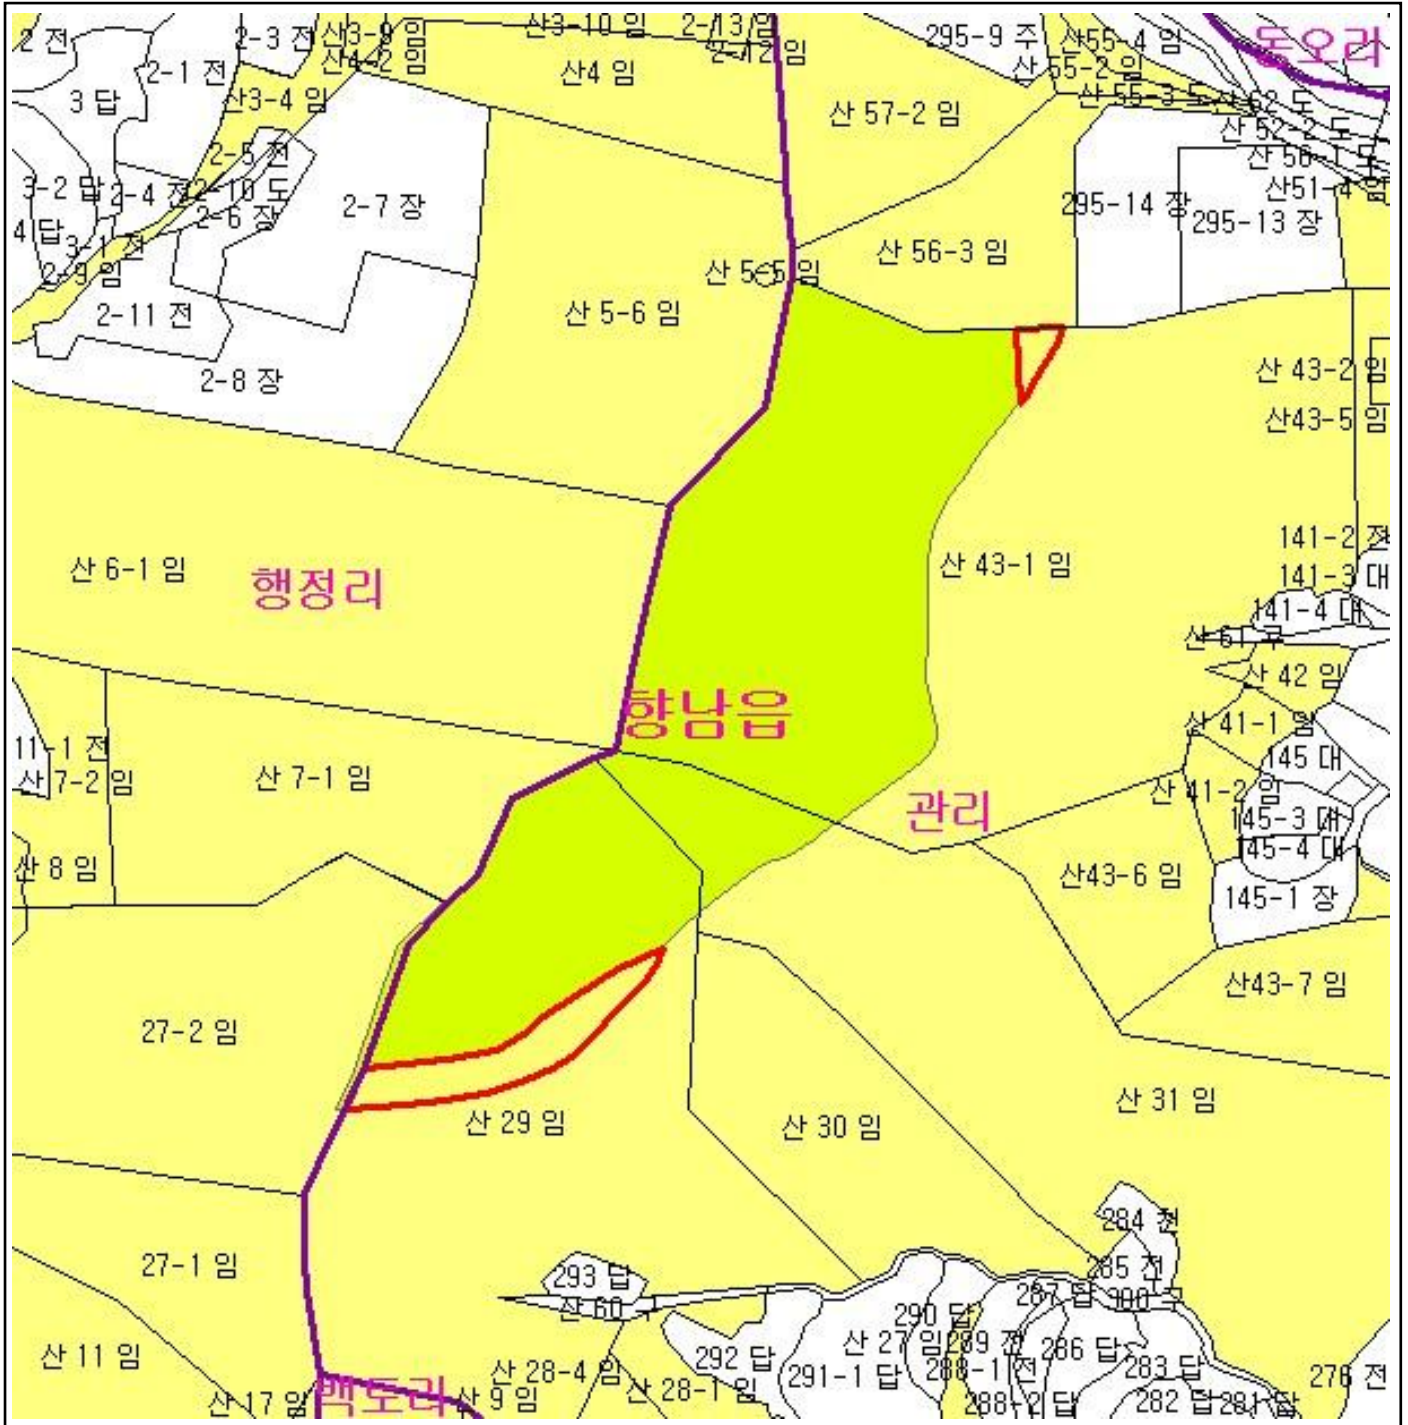 2 전
2-3 전
산3-9 임
산3-10 임
2-13 임
295-9 주
산55-4 임
동오리
산4-2 임
산4 임
2-12 임
산 55-2 임
2-1 전
3 답
산3-4 임
산 57-2 임
산 55-3 도
산 52 도
산 52-2 도
2-5 전
산 56-1 도
3-2 답
2-4 전
2-10 도
2-7 장
295-14 장
산51-4 임
2-6 장
295-13 장
4 답
3-1 전
산 56-3 임
2-9 임
산 5-5 임
2-11 전
산 5-6 임
2-8 장
산 43-2 임
산43-5 임
산 6-1 임
행정리
산 43-1 임
141-2 전
141-3 대
141-4 대
산 61 구
산 42 임
향남읍
산 41-1 임
11-1 전
산 7-2 임
산 7-1 임
145 대
산 41-2 임
관리
145-3 대
145-4 대
산 8 임
산43-6 임
145-1 장
산43-7 임
27-2 임
산 29 임
산 30 임
산 31 임
284 전
27-1 임
293 답
285 전
산 60 구
287 답
290 답
산 11 임
산 27 임
289 전
286 답
292 답
291-1 답
288-1 전
283 답
276 전
산 28-4 임
산 28-1 임
산 17 임
백토리
산 9 임
288-2 답
282 답
281 답